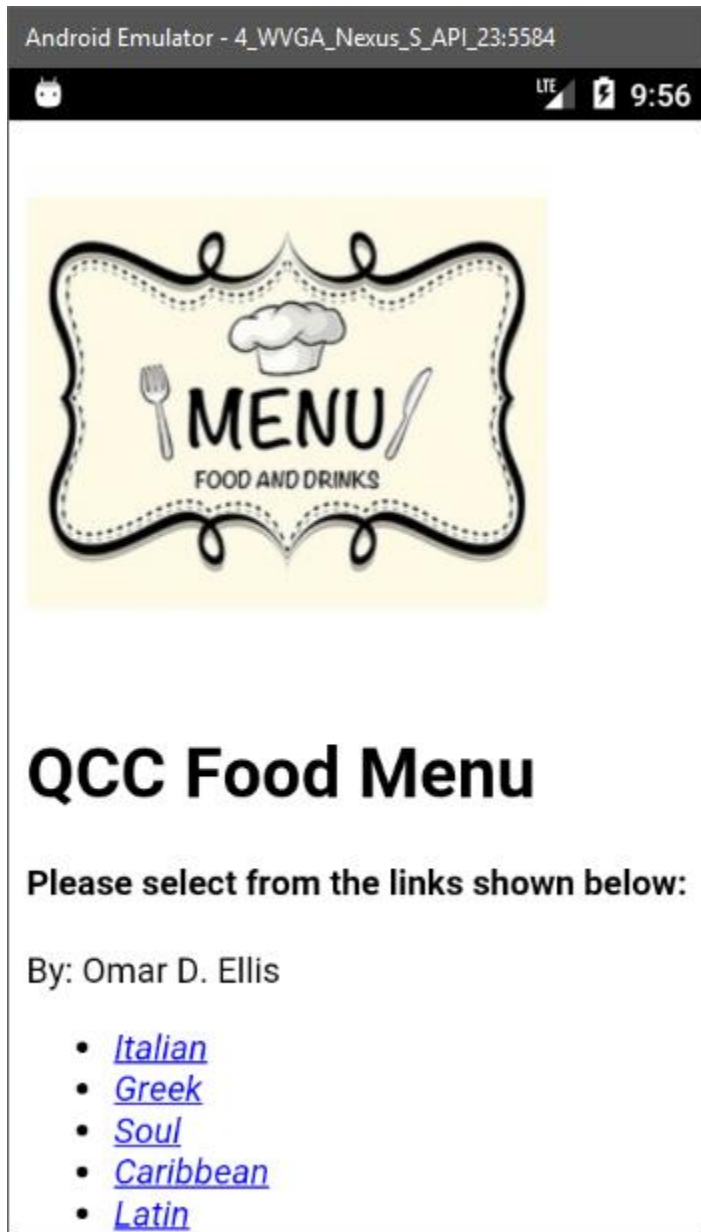 Android Emulator - 4_WVGA_Nexus_S_API_23:5584
LTE 9:56
MENU
FOOD AND DRINKS
QCC Food Menu
Please select from the links shown below:
By: Omar D. Ellis
• Italian
• Greek
• Soul
• Caribbean
• Latin